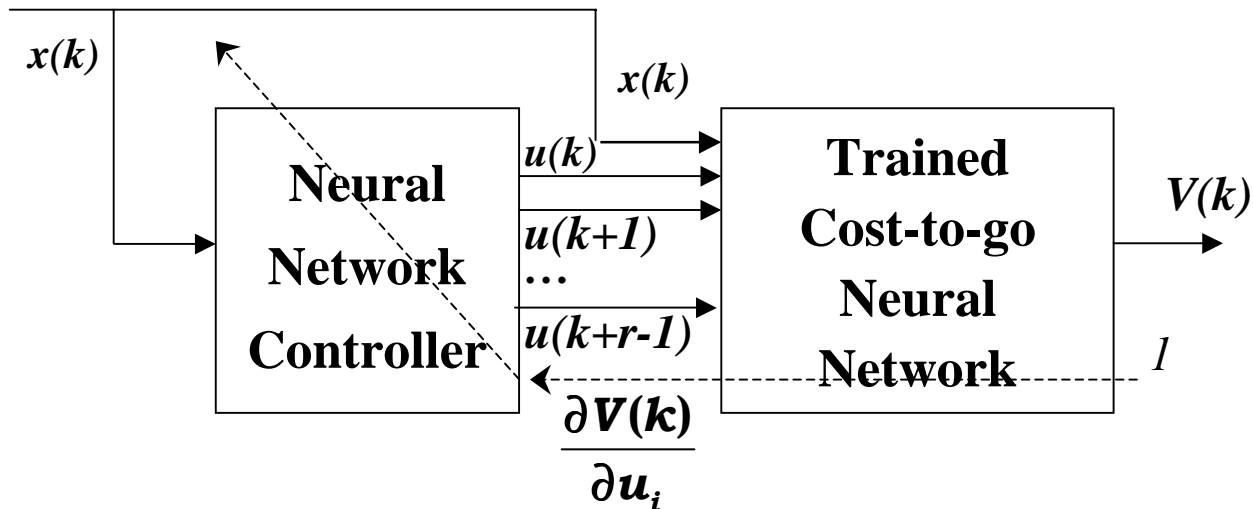 x(k)
x(k)
Neural
Network
Controller
u(k)
u(k+1)
...
u(k+r-1)
Trained
Cost-to-go
Neural
Network
V(k)
1
∂V(k)
∂u_i